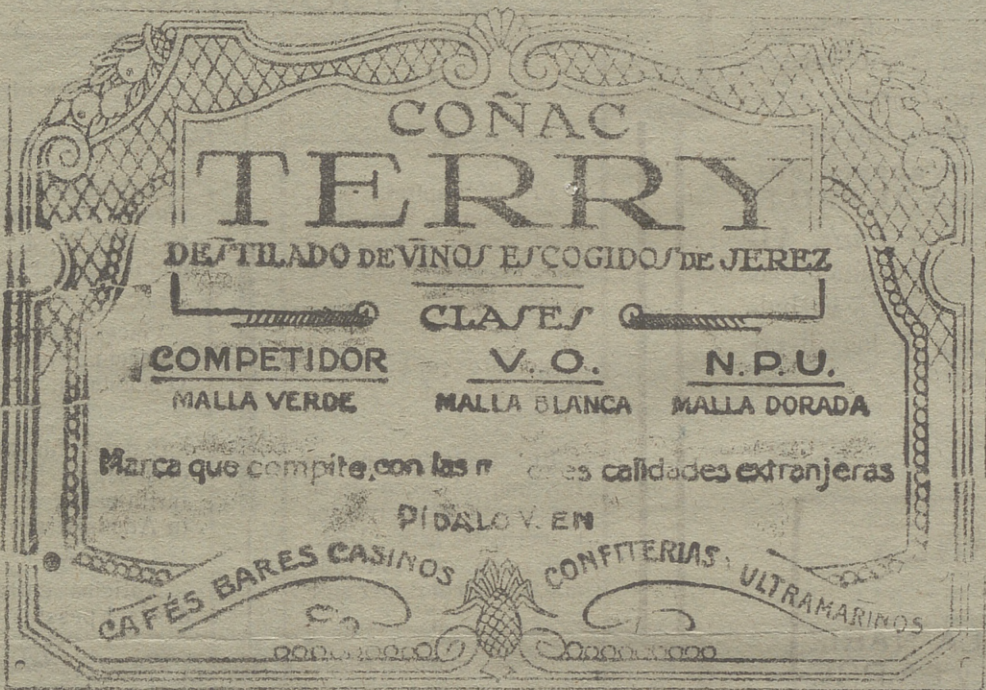 COÑAC
TERRY
DESTILADO DE VINOS ESCOGIDOS DE JEREZ
CLASES
COMPETIDOR V. O. N. P. U.
MALLA VERDE MALLA BLANCA MALLA DORADA
Marca que compite, con las calidades extranjeras
PÍDALO V. EN
CAFÉS BARES CASINOS CONFITERIAS ULTRAMARINOS